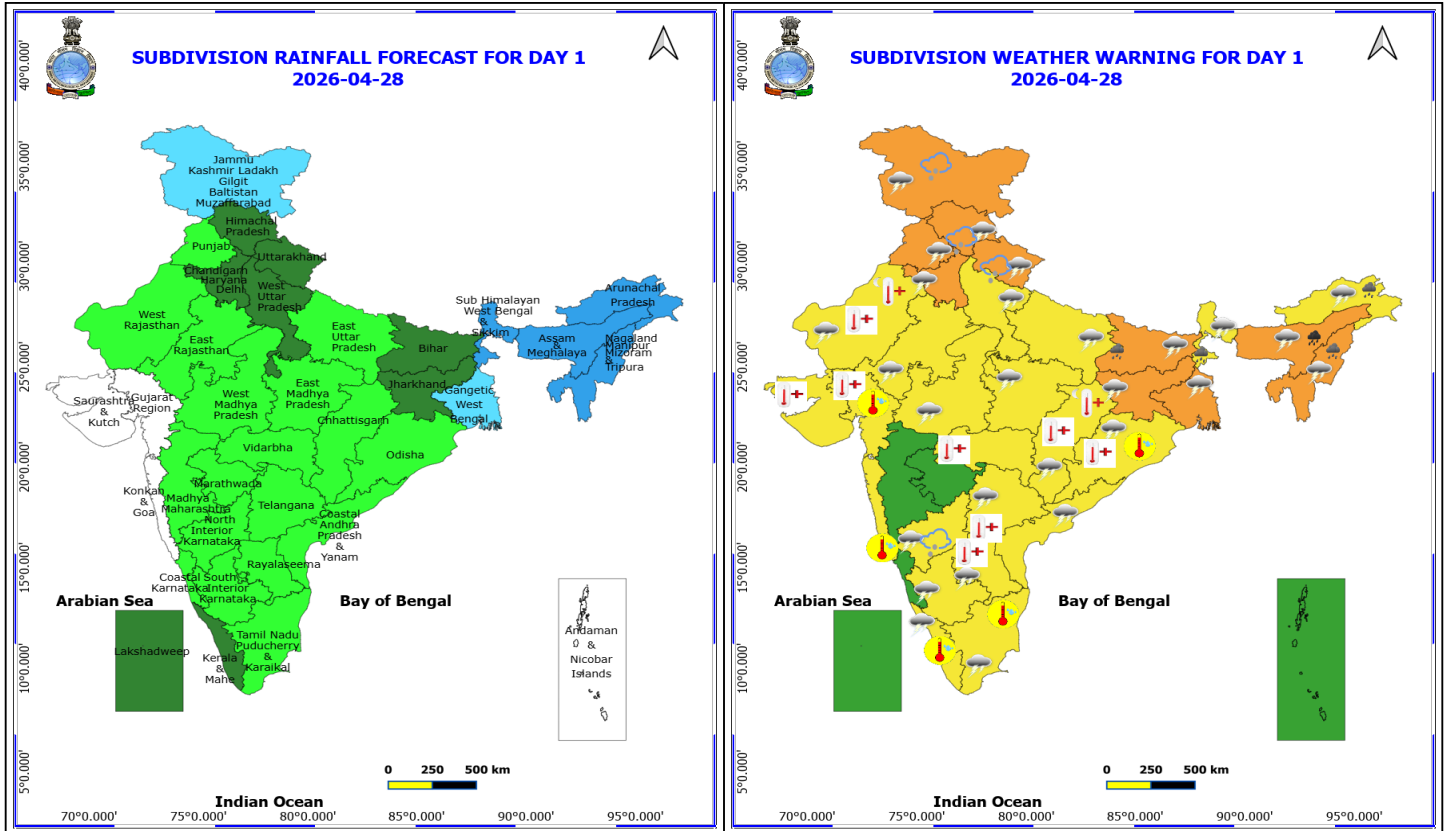 SUBDIVISION RAINFALL FORECAST FOR DAY 1
2026-04-28
40°0.000'
35°0.000'
30°0.000'
25°0.000'
20°0.000'
15°0.000'
10°0.000'
5°0.000'
Jammu
Kashmir Ladakh
Gilgit
Baltistan
Muzaffarabad
Himachal
Pradesh
Punjab
Uttarakhand
Chandigarh
Haryana
Delhi
West
Uttar
Pradesh
West
Rajasthan
East
Rajasthan
East
Uttar
Pradesh
Sub Himalayan
West Bengal
&
Sikkim
Arunachal
Pradesh
Assam
&
Meghalaya
Nagaland
Manipur
Mizoram
&
Tripura
Bihar
Jharkhand
Gangetic
West
Bengal
Saurashtra
&
Kutch
Gujarat
Region
West
Madhya
Pradesh
East
Madhya
Pradesh
Chhattisgarh
Vidarbha
Odisha
Konkan
&
Goa
Marathwada
Madhya
Maharashtra
Telangana
North
Interior
Karnataka
Coastal
Andhra
Pradesh
&
Yanam
Rayalaseema
Coastal
Karnataka
South
Interior
Karnataka
Arabian Sea
Bay of Bengal
Lakshadweep
Kerala
&
Mahe
Tamil Nadu
Puducherry
&
Karaikal
Andaman
&
Nicobar
Islands
0 250 500 km
Indian Ocean
70°0.000' 75°0.000' 80°0.000' 85°0.000' 90°0.000' 95°0.000'
SUBDIVISION WEATHER WARNING FOR DAY 1
2026-04-28
40°0.000'
35°0.000'
30°0.000'
25°0.000'
20°0.000'
15°0.000'
10°0.000'
5°0.000'
Arabian Sea
Bay of Bengal
0 250 500 km
Indian Ocean
70°0.000' 75°0.000' 80°0.000' 85°0.000' 90°0.000' 95°0.000'